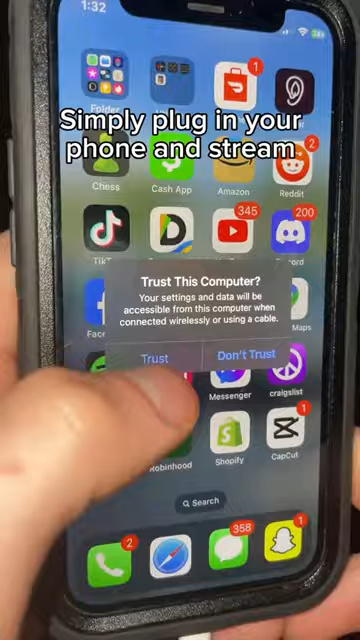 1:32
1
Folder
Simply plug in your
phone and stream
2
Chess
Cash App
Amazon
Reddit
345
200
Trust This Computer?
Your settings and data will be
accessible from this computer when
connected wirelessly or using a cable.
Trust
Don't Trust
Maps
Messenger
craigslist
1
Robinhood
Shopify
CapCut
Search
2
358
1